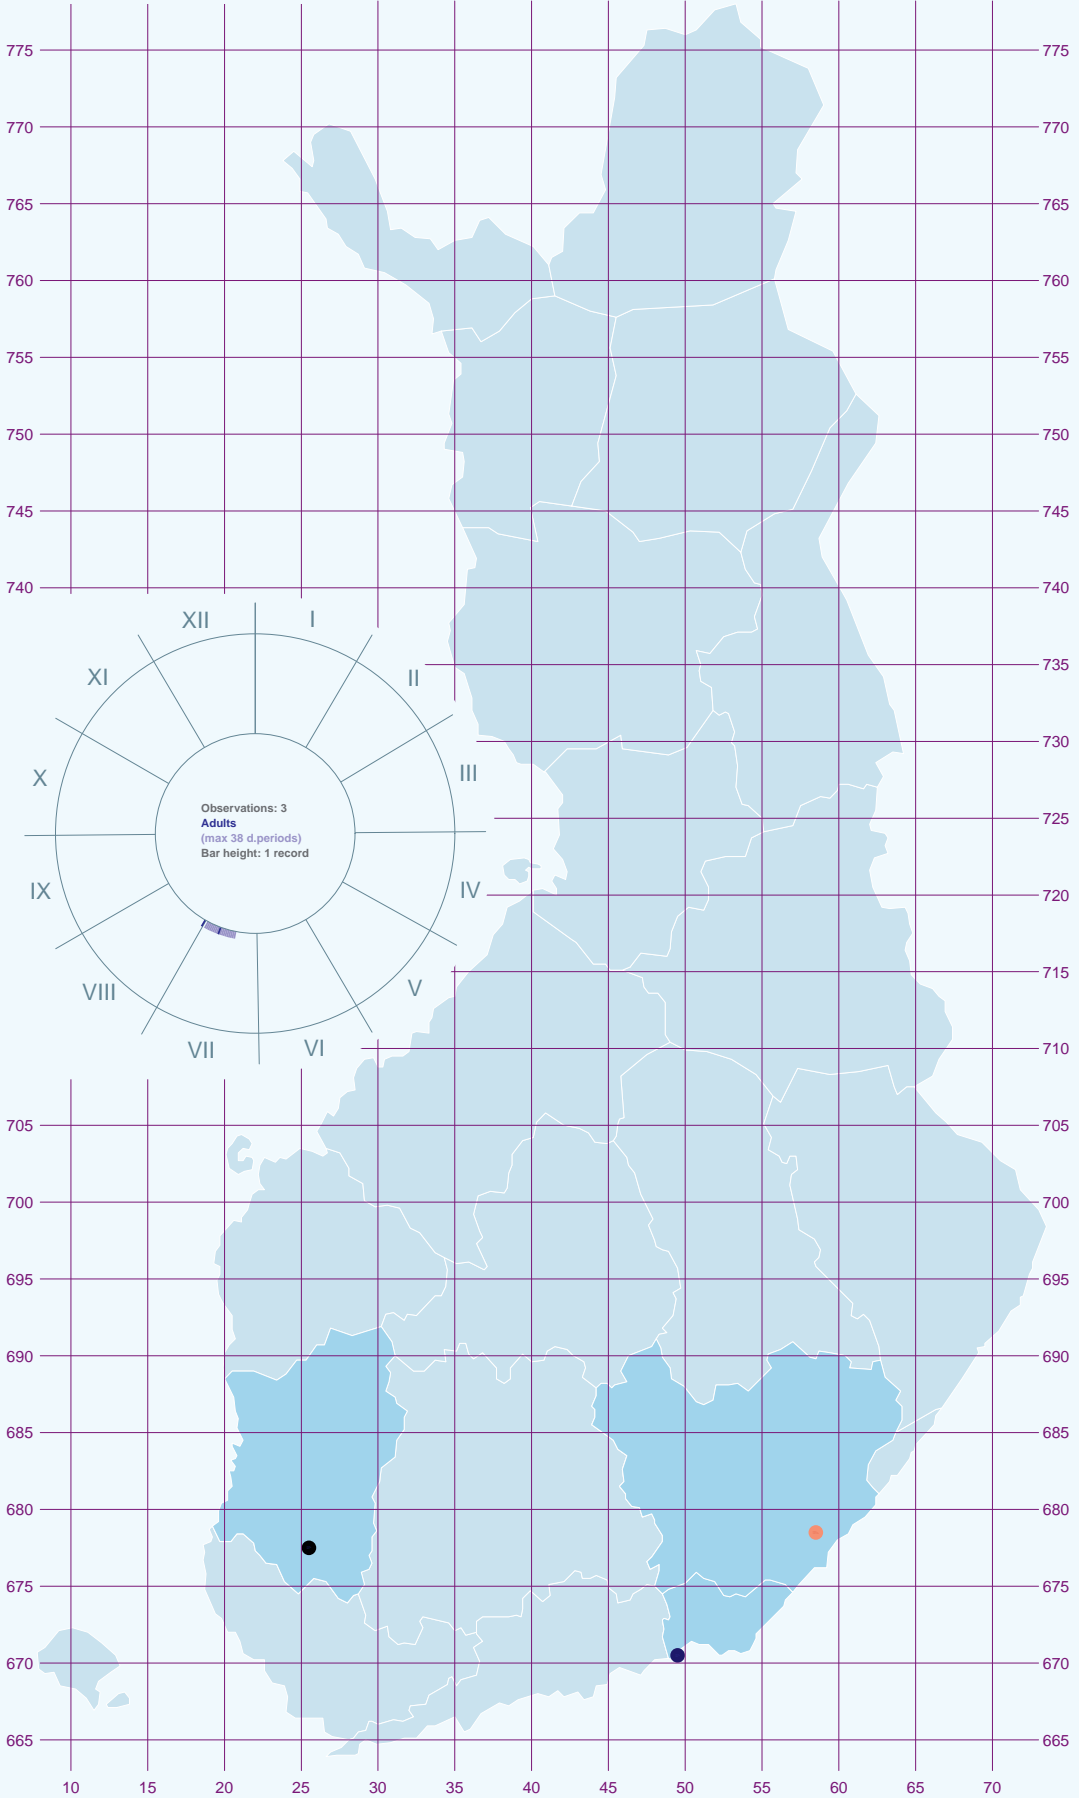 775 775
770 770
765 765
760 760
755 755
750 750
745 745
740 740
XII I
XI II
735
730
X III
725
Observations: 3
Adults
(max 38 d.periods)
Bar height: 1 record
IX IV
720
715
VIII V
VII VI
710
705 705
700 700
695 695
690 690
685 685
680 680
675 675
670 670
665 665
10 15 20 25 30 35 40 45 50 55 60 65 70